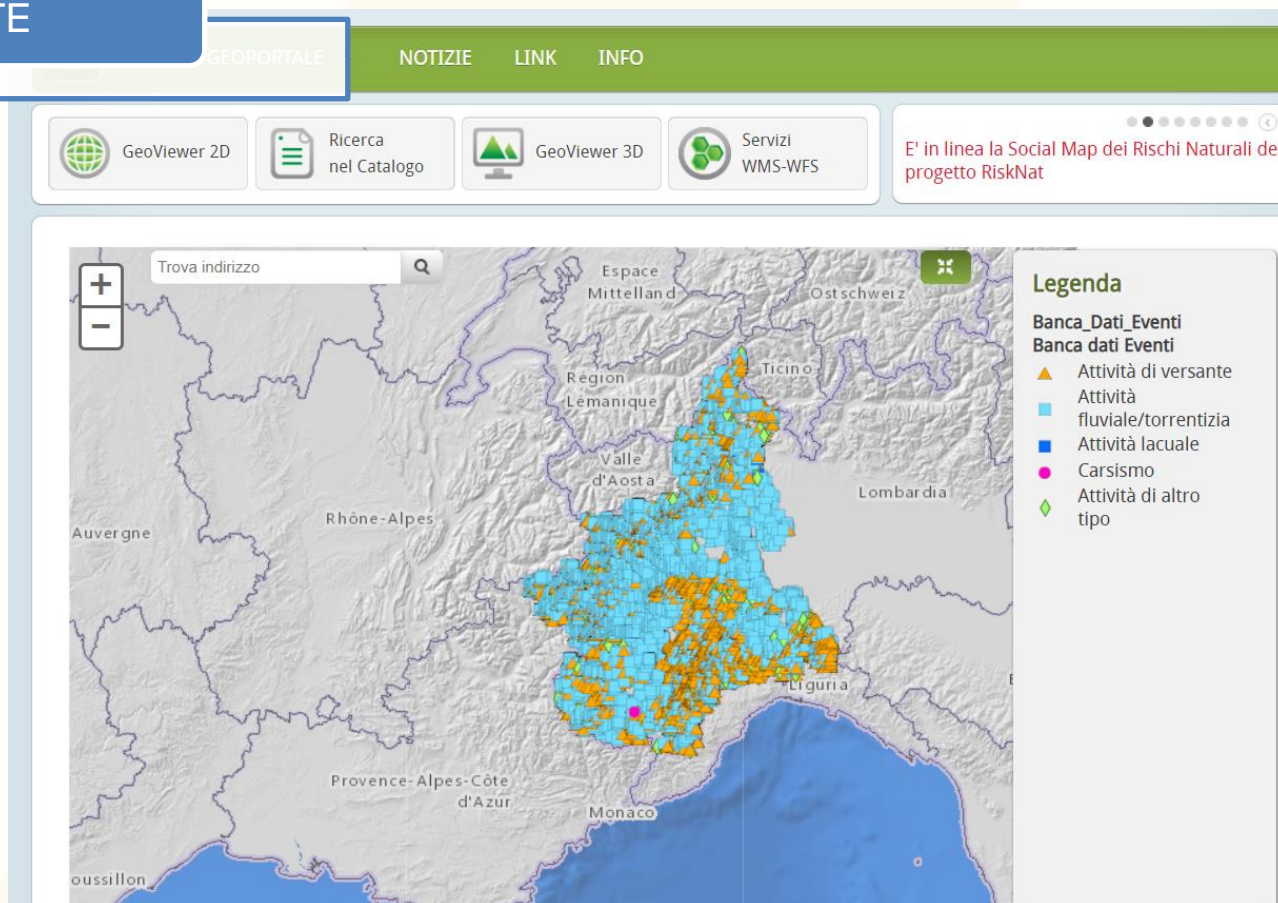 TE
GEOPORTALE
NOTIZIE
LINK
INFO
GeoViewer 2D
Ricerca
nel Catalogo
GeoViewer 3D
Servizi
WMS-WFS
E' in linea la Social Map dei Rischi Naturali de
progetto RiskNat
+
−
Trova indirizzo
Espace
Mittelland
Ostschweiz
Région
Lémanique
Ticino
Valle
d'Aosta
Lombardia
Rhône-Alpes
Auvergne
Liguria
Provence-Alpes-Côte
d'Azur
Monaco
oussillon
Legenda
Banca_Dati_Eventi
Banca dati Eventi
Attività di versante
Attività
fluviale/torrentizia
Attività lacuale
Carsismo
Attività di altro
tipo